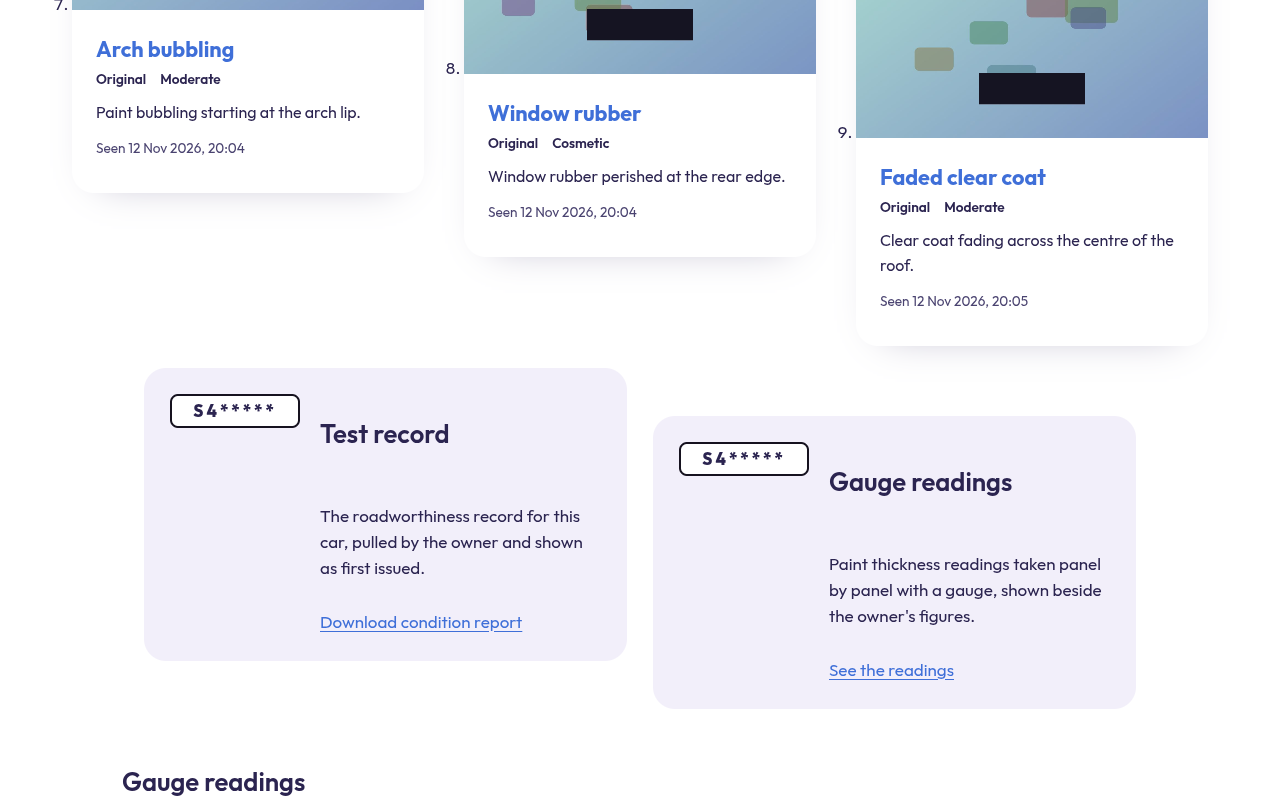 7.
Arch bubbling
Original Moderate
Paint bubbling starting at the arch lip.
Seen 12 Nov 2026, 20:04
8.
Window rubber
Original Cosmetic
Window rubber perished at the rear edge.
Seen 12 Nov 2026, 20:04
9.
Faded clear coat
Original Moderate
Clear coat fading across the centre of the
roof.
Seen 12 Nov 2026, 20:05
S4*****
Test record
The roadworthiness record for this
car, pulled by the owner and shown
as first issued.
Download condition report
S4*****
Gauge readings
Paint thickness readings taken panel
by panel with a gauge, shown beside
the owner's figures.
See the readings
Gauge readings